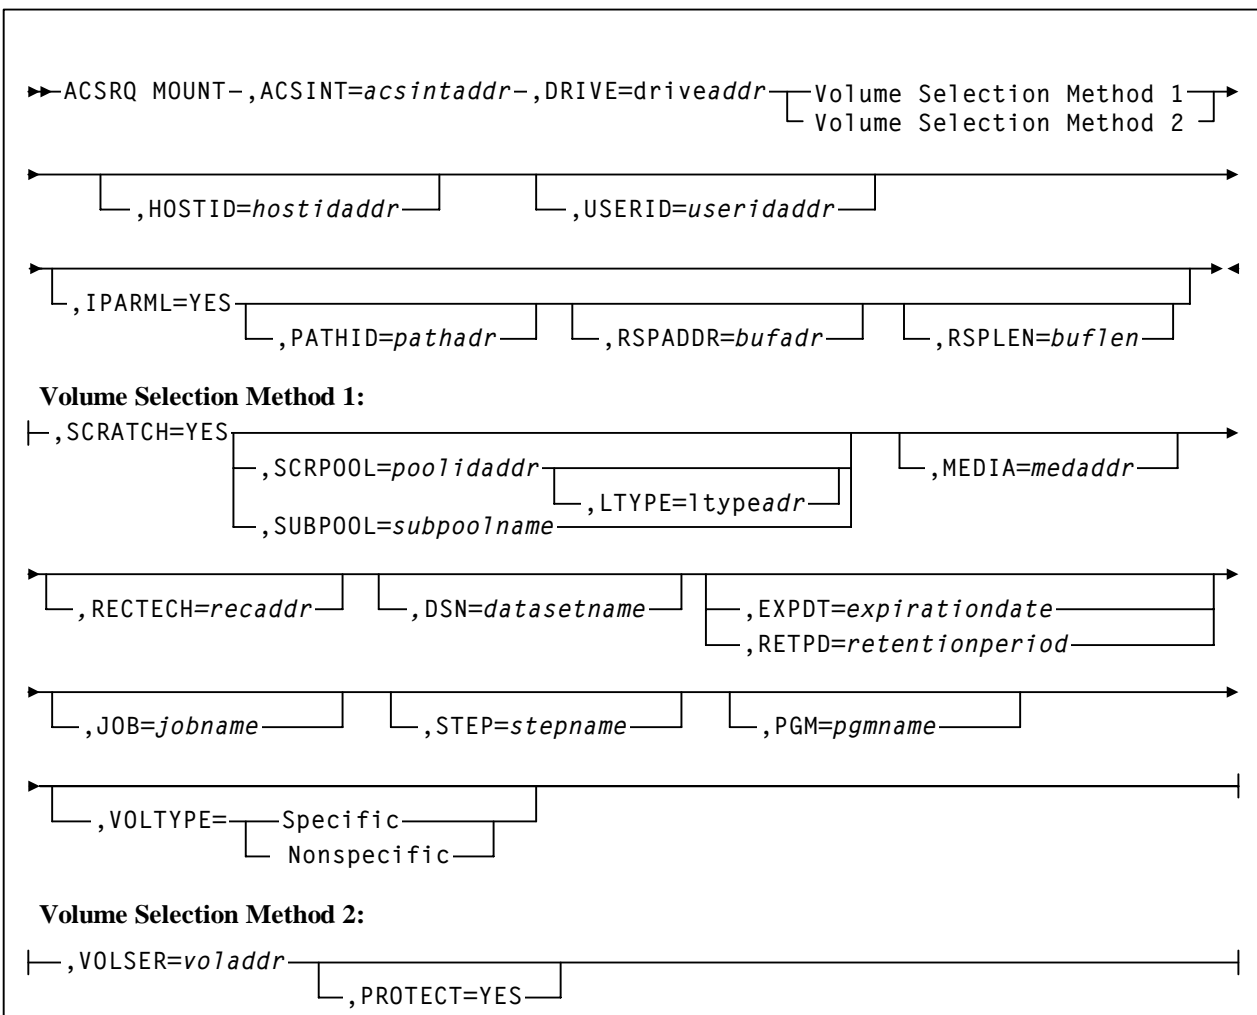 ACSRQ MOUNT-,ACSINT=acsintaddr-,DRIVE=driveaddr Volume Selection Method 1
Volume Selection Method 2
,HOSTID=hostidaddr ,USERID=useridaddr
,IPARML=YES
,PATHID=pathadr ,RSPADDR=bufadr ,RSPLEN=buflen
Volume Selection Method 1:
,SCRATCH=YES
,SCRPOOL=poolidaddr ,MEDIA=medaddr
,LTYPE=ltypeadr
,SUBPOOL=subpoolname
,RECTECH=recaddr ,DSN=datasetname ,EXPDT=expirationdate
,RETPD=retentionperiod
,JOB=jobname ,STEP=stepname ,PGM=pgmname
,VOLTYPE= Specific
Nonspecific
Volume Selection Method 2:
,VOLSER=voladdr
,PROTECT=YES